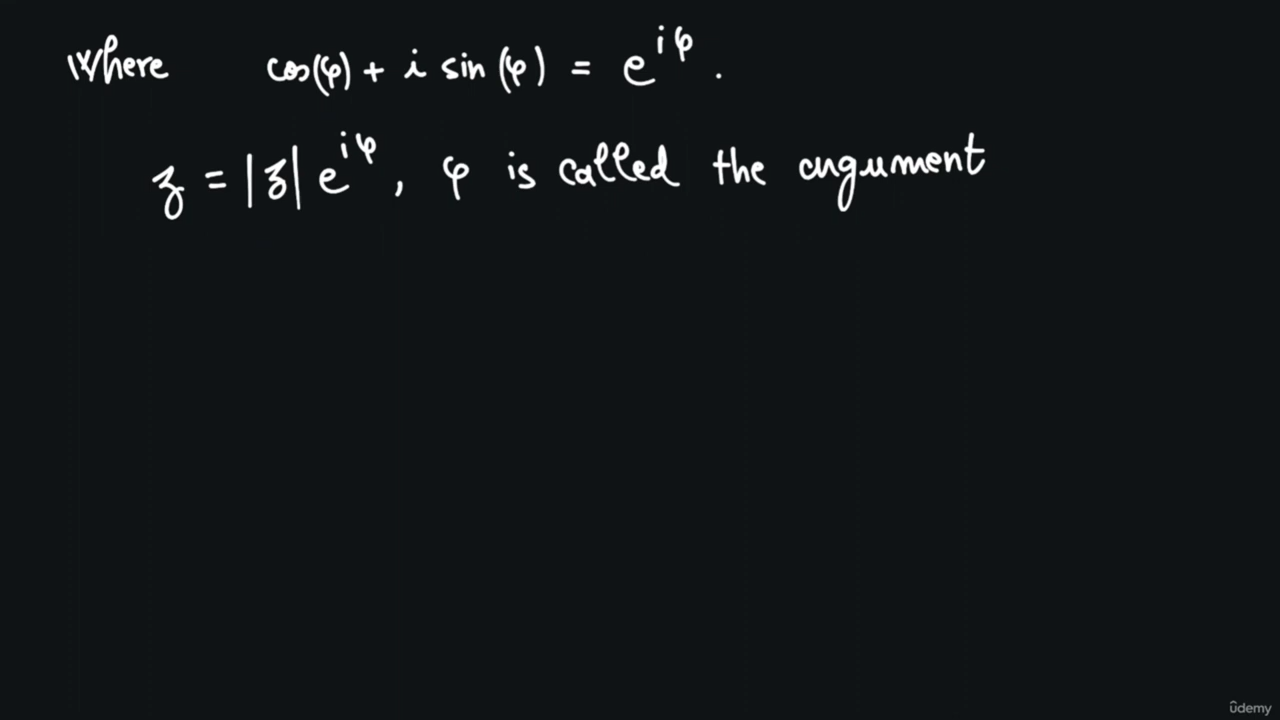 Where cos(φ) + i sin(φ) = e^{iφ}.
z = |z| e^{iφ}, φ is called the argument
ûdemy